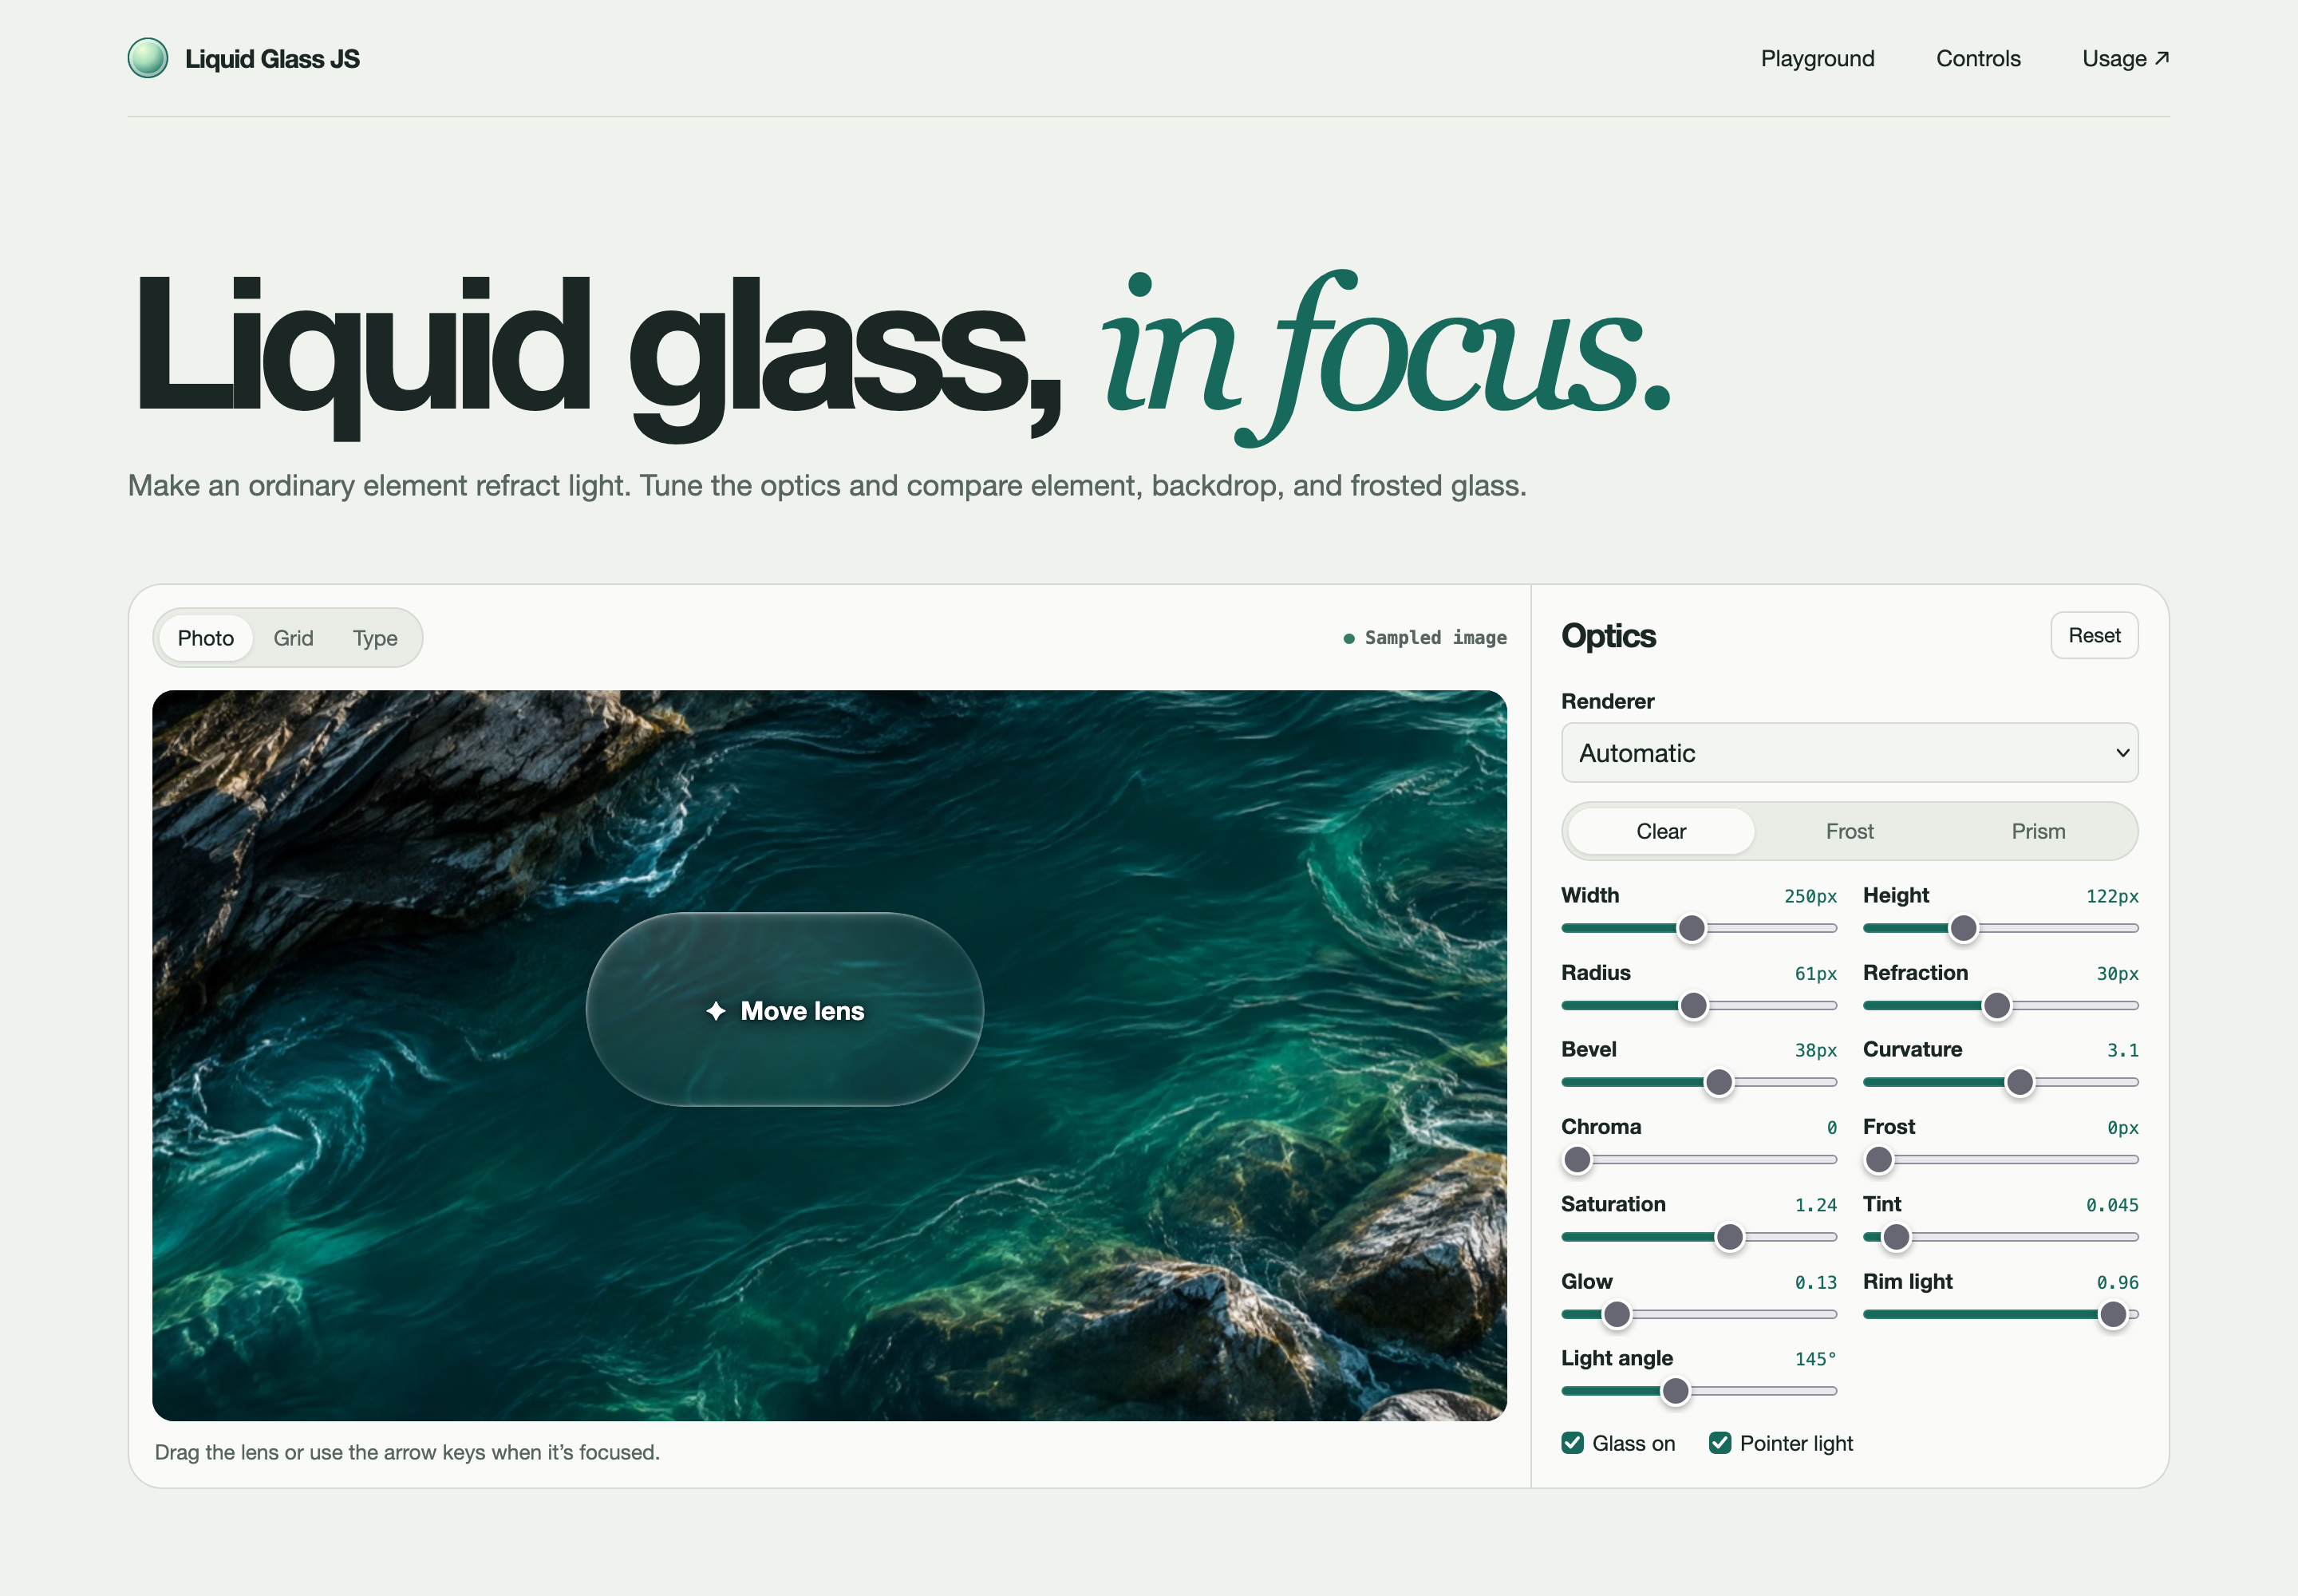 Liquid Glass JS
Playground Controls Usage ↗
Liquid glass, in focus.
Make an ordinary element refract light. Tune the optics and compare element, backdrop, and frosted glass.
Photo Grid Type
Sampled image
✦ Move lens
Drag the lens or use the arrow keys when it’s focused.
Optics
Reset
Renderer
Automatic
Clear Frost Prism
Width 250px
Height 122px
Radius 61px
Refraction 30px
Bevel 38px
Curvature 3.1
Chroma 0
Frost 0px
Saturation 1.24
Tint 0.045
Glow 0.13
Rim light 0.96
Light angle 145°
Glass on
Pointer light